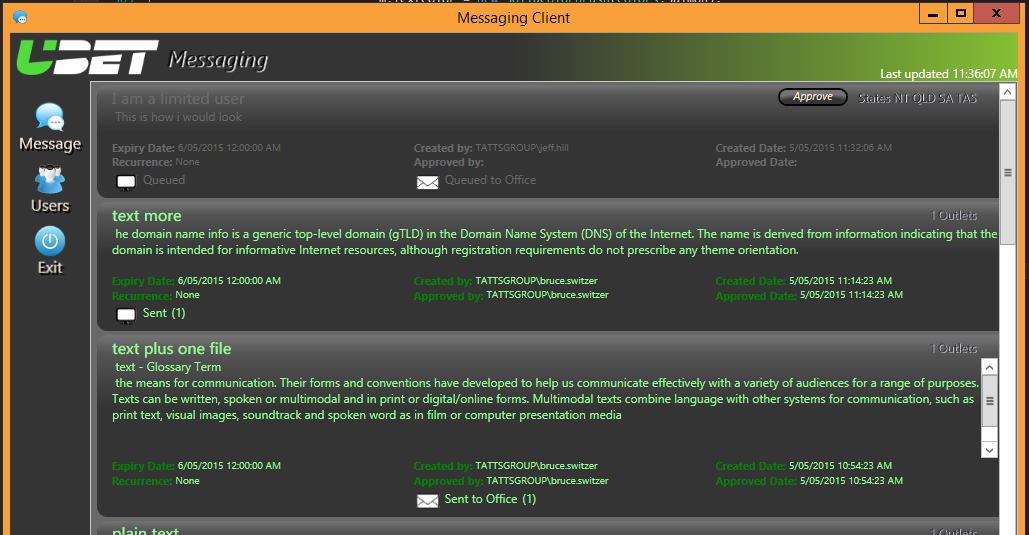 Messaging Client
UBET Messaging
Last updated 11:36:07 AM
Message
Users
Exit
I am a limited user
Approve
States NT QLD SA TAS
This is how i would look
Expiry Date: 6/05/2015 12:00:00 AM Created by: TATTSGROUP\jeff.hill Created Date: 5/05/2015 11:32:06 AM
Recurrence: None Approved by: Approved Date:
Queued Queued to Office
text more 1 Outlets
he domain name info is a generic top-level domain (gTLD) in the Domain Name System (DNS) of the Internet. The name is derived from information indicating that the
domain is intended for informative Internet resources, although registration requirements do not prescribe any theme orientation.
Expiry Date: 6/05/2015 12:00:00 AM Created by: TATTSGROUP\bruce.switzer Created Date: 5/05/2015 11:14:23 AM
Recurrence: None Approved by: TATTSGROUP\bruce.switzer Approved Date: 5/05/2015 11:14:23 AM
Sent (1)
text plus one file 1 Outlets
text - Glossary Term
the means for communication. Their forms and conventions have developed to help us communicate effectively with a variety of audiences for a range of purposes.
Texts can be written, spoken or multimodal and in print or digital/online forms. Multimodal texts combine language with other systems for communication, such as
print text, visual images, soundtrack and spoken word as in film or computer presentation media
Expiry Date: 6/05/2015 12:00:00 AM Created by: TATTSGROUP\bruce.switzer Created Date: 5/05/2015 10:54:23 AM
Recurrence: None Approved by: TATTSGROUP\bruce.switzer Approved Date: 5/05/2015 10:54:23 AM
Sent to Office (1)
plain text 1 Outlets